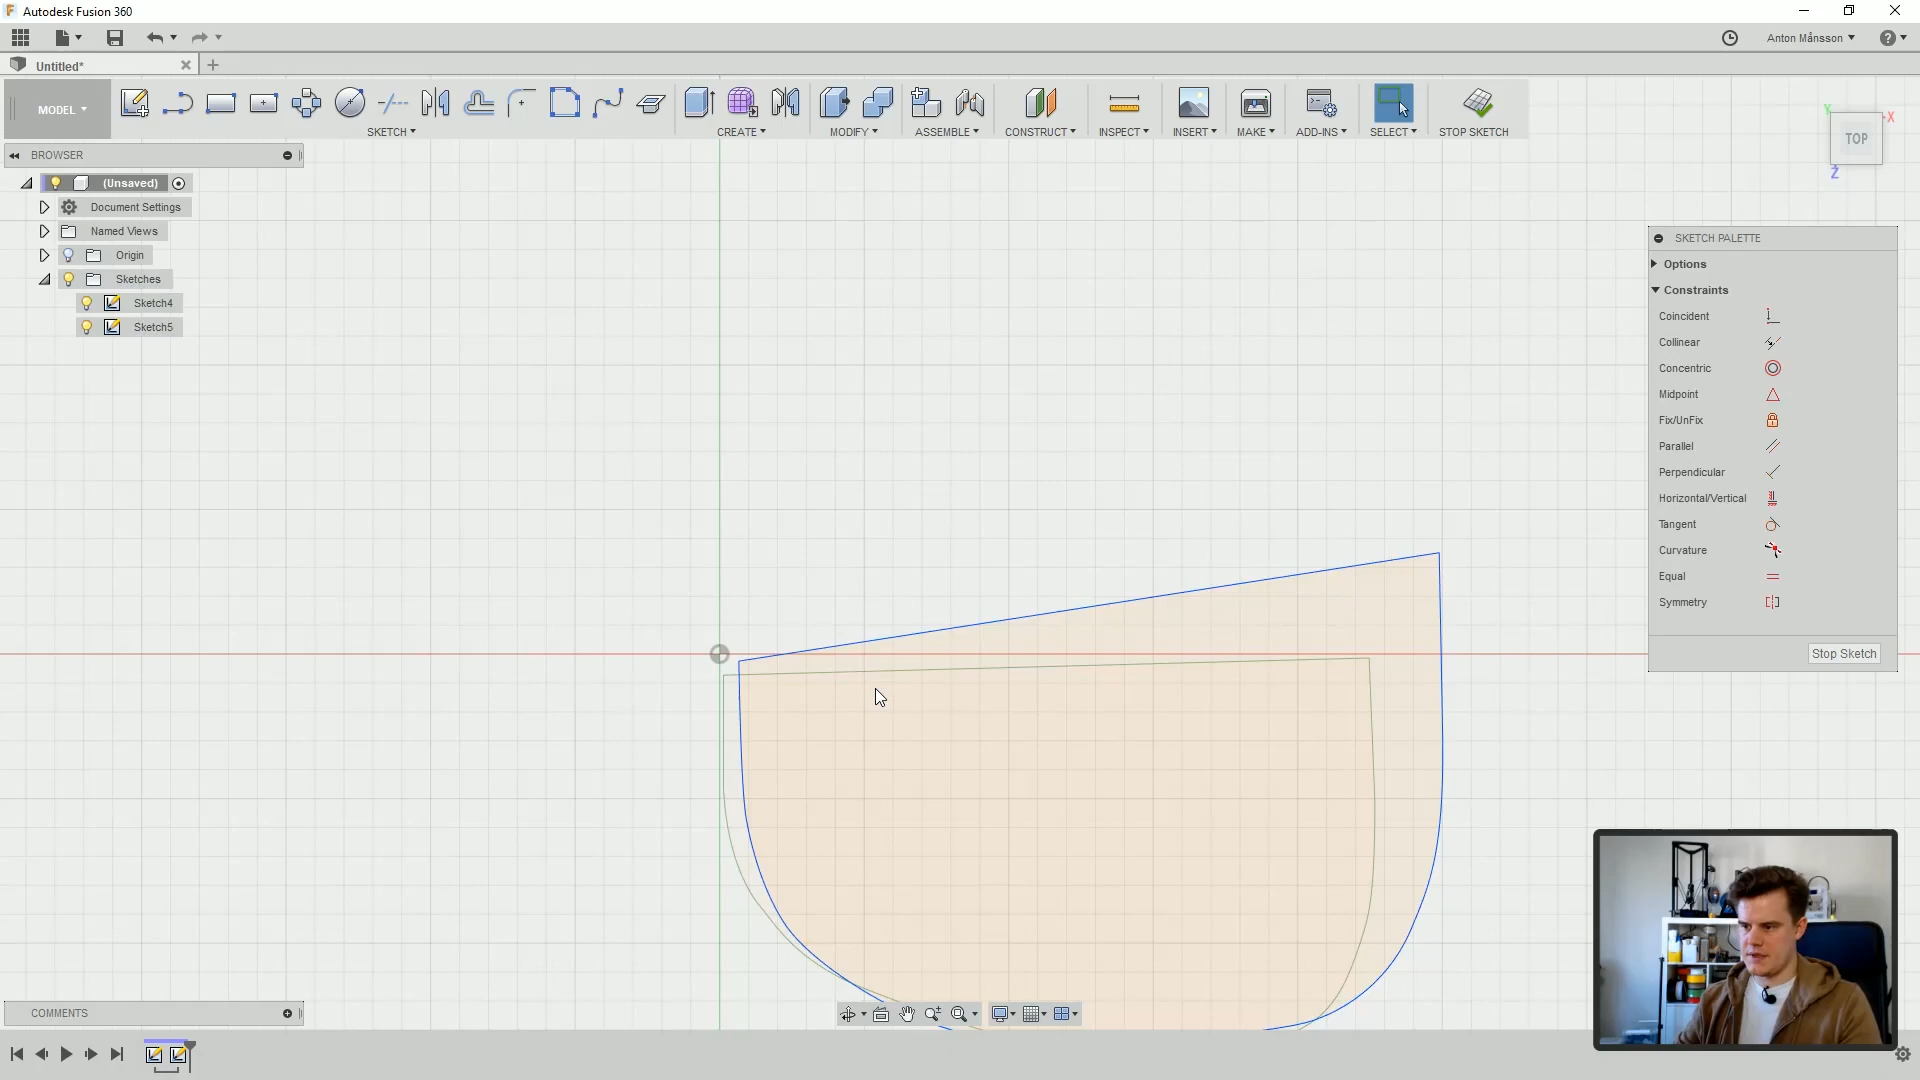 Autodesk Fusion 360
Anton Månsson
Untitled*
MODEL
SKETCH
CREATE
MODIFY
ASSEMBLE
CONSTRUCT
INSPECT
INSERT
MAKE
ADD-INS
SELECT
STOP SKETCH
Y
X
TOP
Z
BROWSER
(Unsaved)
Document Settings
Named Views
Origin
Sketches
Sketch4
Sketch5
SKETCH PALETTE
Options
Constraints
Coincident
Collinear
Concentric
Midpoint
Fix/UnFix
Parallel
Perpendicular
Horizontal/Vertical
Tangent
Curvature
Equal
Symmetry
Stop Sketch
COMMENTS